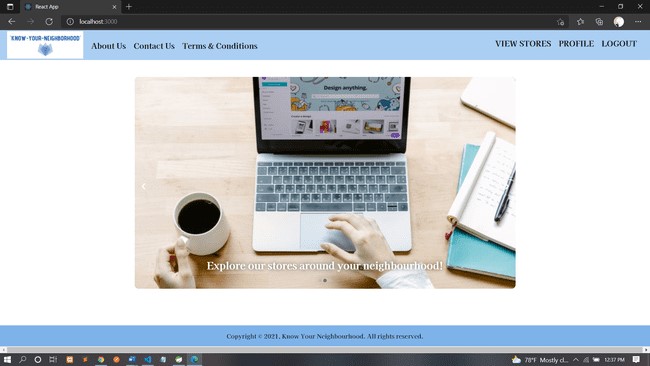 React App
localhost:3000
KNOW-YOUR-NEIGHBORHOOD
About Us Contact Us Terms & Conditions
VIEW STORES PROFILE LOGOUT
Design anything.
Explore our stores around your neighbourhood!
Copyright © 2021, Know Your Neighbourhood. All rights reserved.
78°F Mostly cl... 12:37 PM